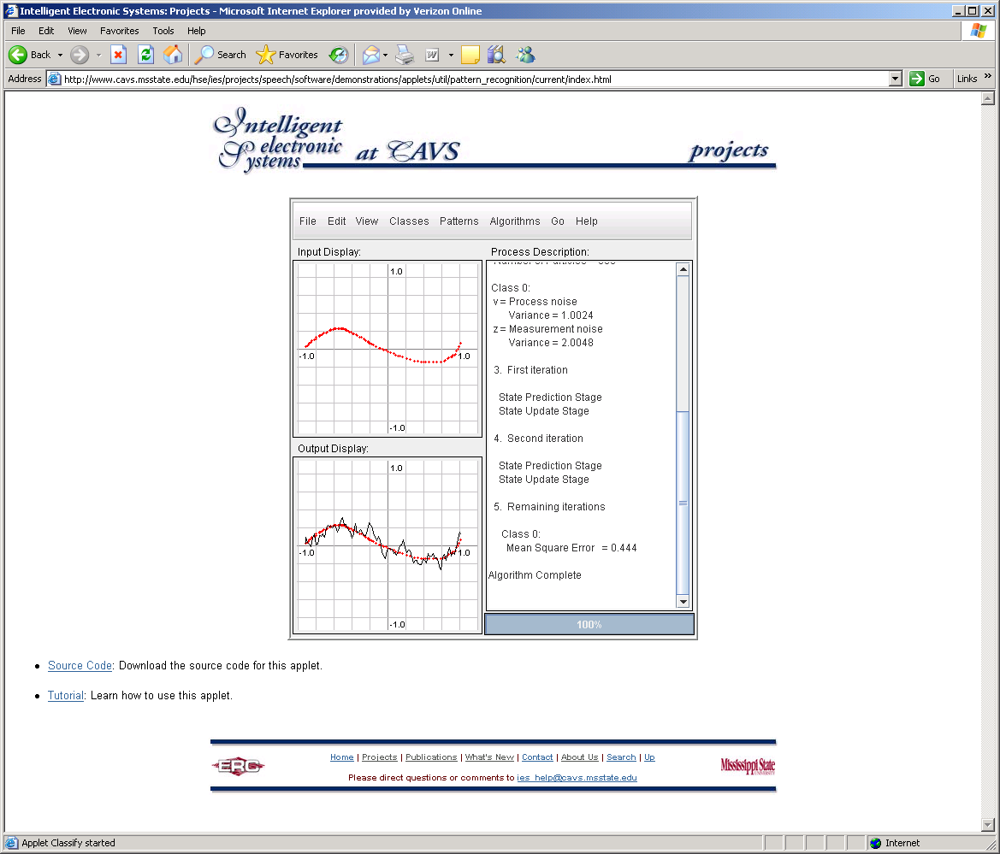 Intelligent Electronic Systems: Projects - Microsoft Internet Explorer provided by Verizon Online
File Edit View Favorites Tools Help
Back Search Favorites
Address http://www.cavs.msstate.edu/hse/ies/projects/speech/software/demonstrations/applets/util/pattern_recognition/current/index.html Go Links »
Intelligent
electronic
Systems at CAVS projects
File Edit View Classes Patterns Algorithms Go Help
Input Display:
1.0
-1.0 1.0
-1.0
Output Display:
1.0
-1.0 1.0
-1.0
Process Description:
Class 0:
v = Process noise
Variance = 1.0024
z = Measurement noise
Variance = 2.0048
3. First iteration
State Prediction Stage
State Update Stage
4. Second iteration
State Prediction Stage
State Update Stage
5. Remaining iterations
Class 0:
Mean Square Error = 0.444
Algorithm Complete
100%
• Source Code: Download the source code for this applet.
• Tutorial: Learn how to use this applet.
ERC
Home | Projects | Publications | What's New | Contact | About Us | Search | Up
Please direct questions or comments to ies_help@cavs.msstate.edu
Mississippi State
UNIVERSITY
Applet Classify started Internet